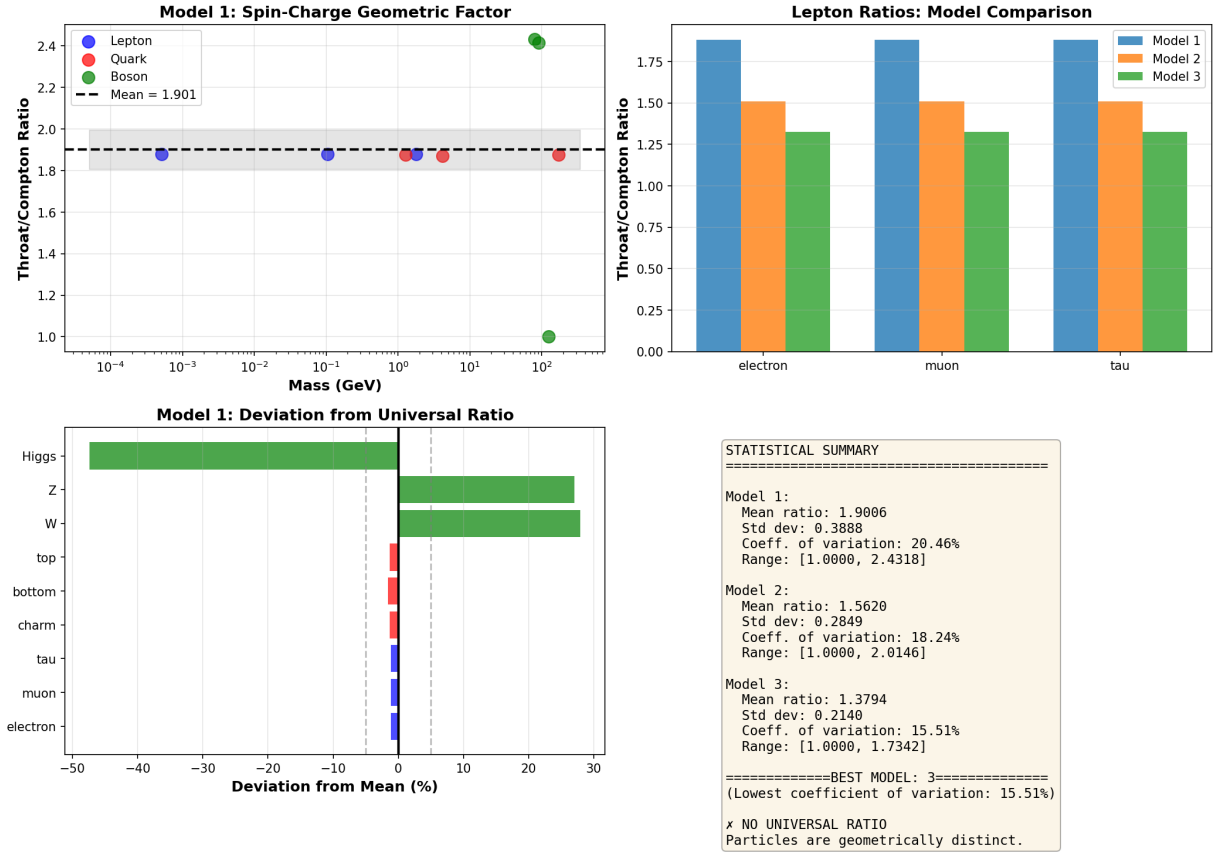 Model 1: Spin-Charge Geometric Factor
Throat/Compton Ratio
2.4
2.2
2.0
1.8
1.6
1.4
1.2
1.0
Lepton
Quark
Boson
Mean = 1.901
10⁻⁴
10⁻³
10⁻²
10⁻¹
10⁰
10¹
10²
Mass (GeV)
Lepton Ratios: Model Comparison
Throat/Compton Ratio
1.75
1.50
1.25
1.00
0.75
0.50
0.25
0.00
Model 1
Model 2
Model 3
electron
muon
tau
Model 1: Deviation from Universal Ratio
Higgs
Z
W
top
bottom
charm
tau
muon
electron
−50
−40
−30
−20
−10
0
10
20
30
Deviation from Mean (%)
STATISTICAL SUMMARY
========================================
Model 1:
Mean ratio: 1.9006
Std dev: 0.3888
Coeff. of variation: 20.46%
Range: [1.0000, 2.4318]
Model 2:
Mean ratio: 1.5620
Std dev: 0.2849
Coeff. of variation: 18.24%
Range: [1.0000, 2.0146]
Model 3:
Mean ratio: 1.3794
Std dev: 0.2140
Coeff. of variation: 15.51%
Range: [1.0000, 1.7342]
=============BEST MODEL: 3==============
(Lowest coefficient of variation: 15.51%)
✗ NO UNIVERSAL RATIO
Particles are geometrically distinct.